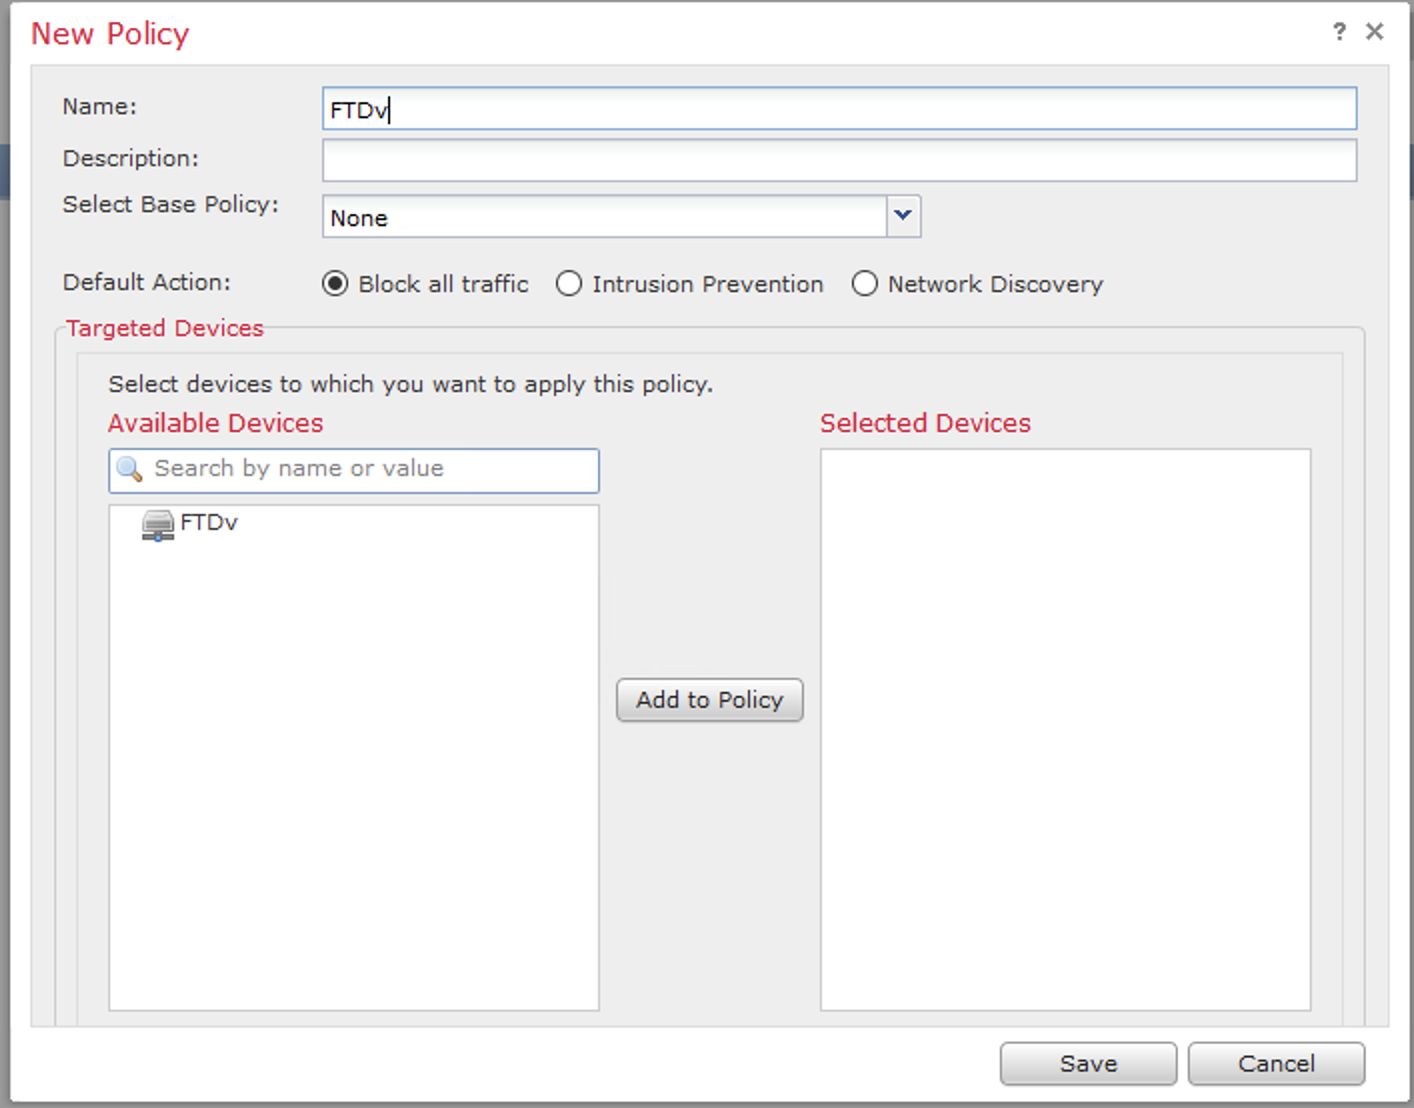 New Policy ? ×
Name: FTDv
Description:
Select Base Policy: None
Default Action: Block all traffic Intrusion Prevention Network Discovery
Targeted Devices
Select devices to which you want to apply this policy.
Available Devices Selected Devices
Search by name or value
FTDv
Add to Policy
Save Cancel